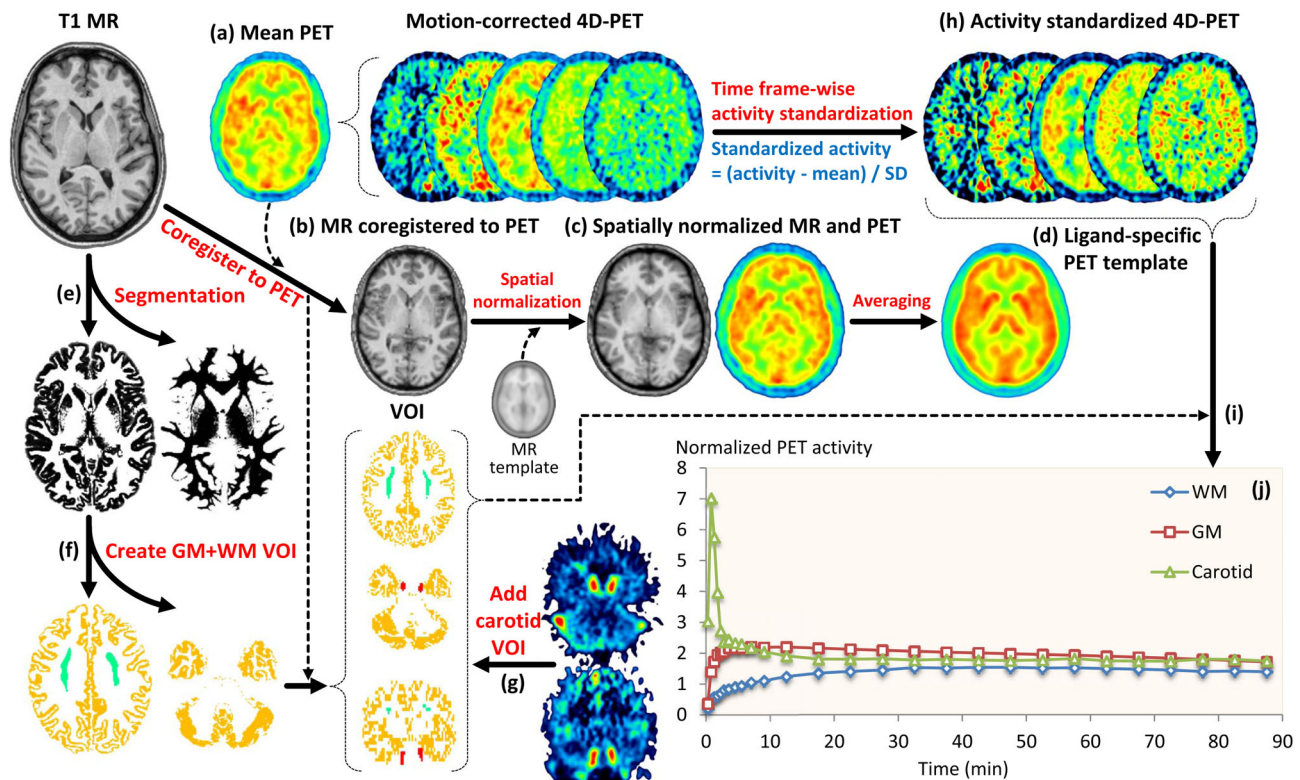 T1 MR
(a) Mean PET
Motion-corrected 4D-PET
(h) Activity standardized 4D-PET
Time frame-wise
activity standardization
Standardized activity
= (activity - mean) / SD
Coregister to PET
(b) MR coregistered to PET
(c) Spatially normalized MR and PET
(d) Ligand-specific
PET template
(e)
Segmentation
Spatial
normalization
Averaging
MR
template
VOI
(i)
(f)
Create GM+WM VOI
Add
carotid
VOI
(g)
Normalized PET activity
(j)
WM
GM
Carotid
8
7
6
5
4
3
2
1
0
0 10 20 30 40 50 60 70 80 90
Time (min)